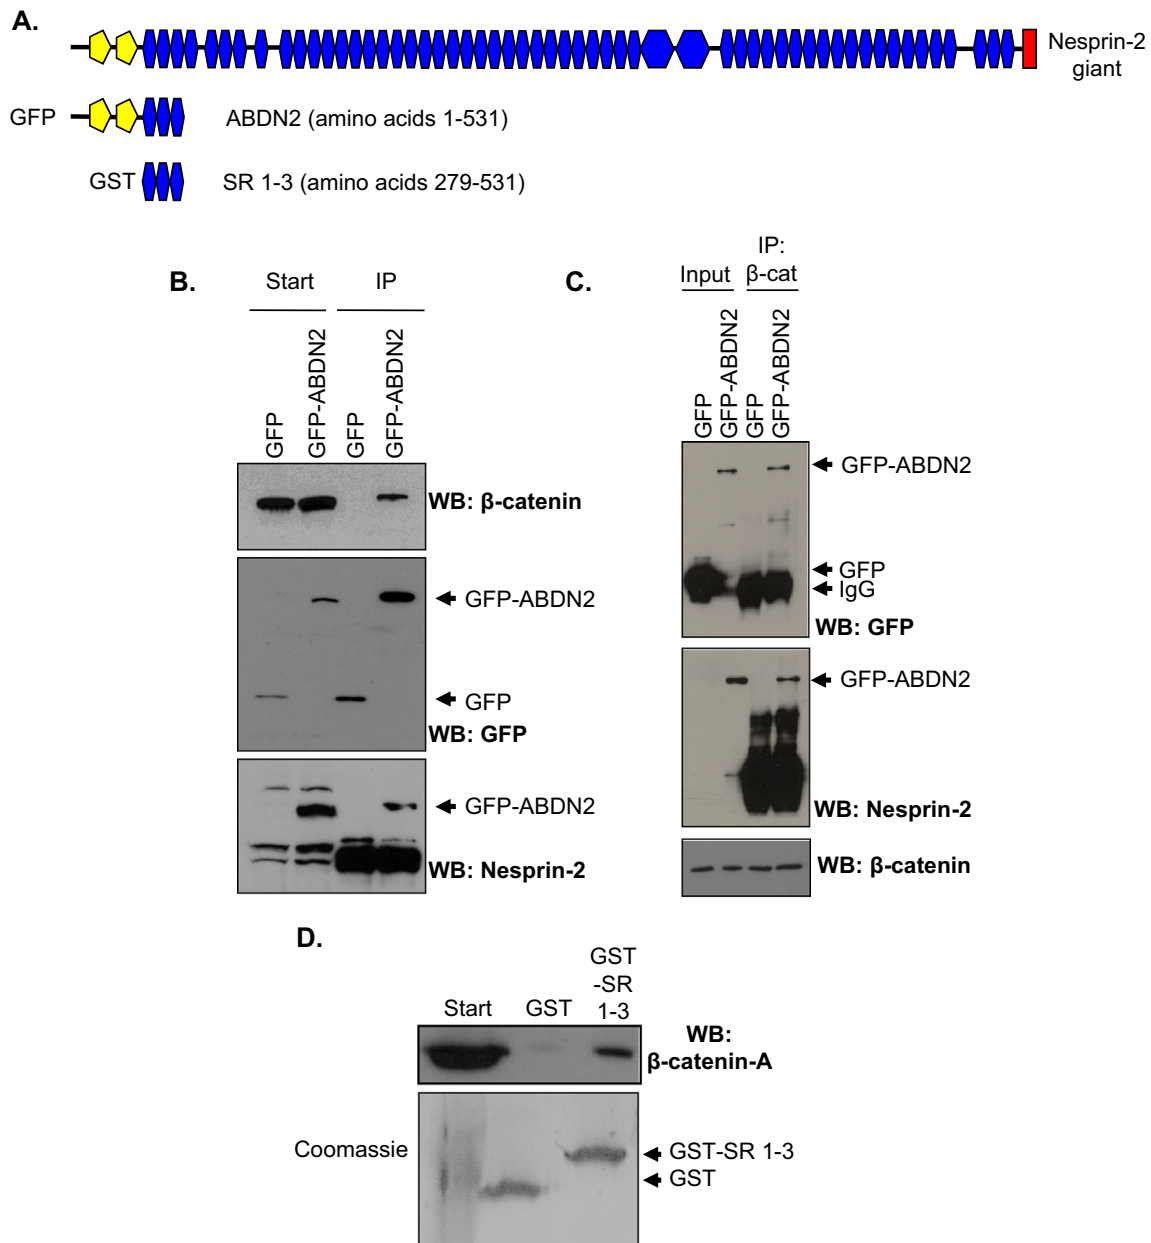 A.
Nesprin-2
giant
GFP
ABDN2 (amino acids 1-531)
GST
SR 1-3 (amino acids 279-531)
B.
Start
IP
GFP
GFP-ABDN2
GFP
GFP-ABDN2
WB: β-catenin
GFP-ABDN2
GFP
WB: GFP
GFP-ABDN2
WB: Nesprin-2
C.
Input
IP:
β-cat
GFP
GFP-ABDN2
GFP
GFP-ABDN2
GFP-ABDN2
GFP
IgG
WB: GFP
GFP-ABDN2
WB: Nesprin-2
WB: β-catenin
D.
Start
GST
GST
-SR
1-3
WB:
β-catenin-A
Coomassie
GST-SR 1-3
GST